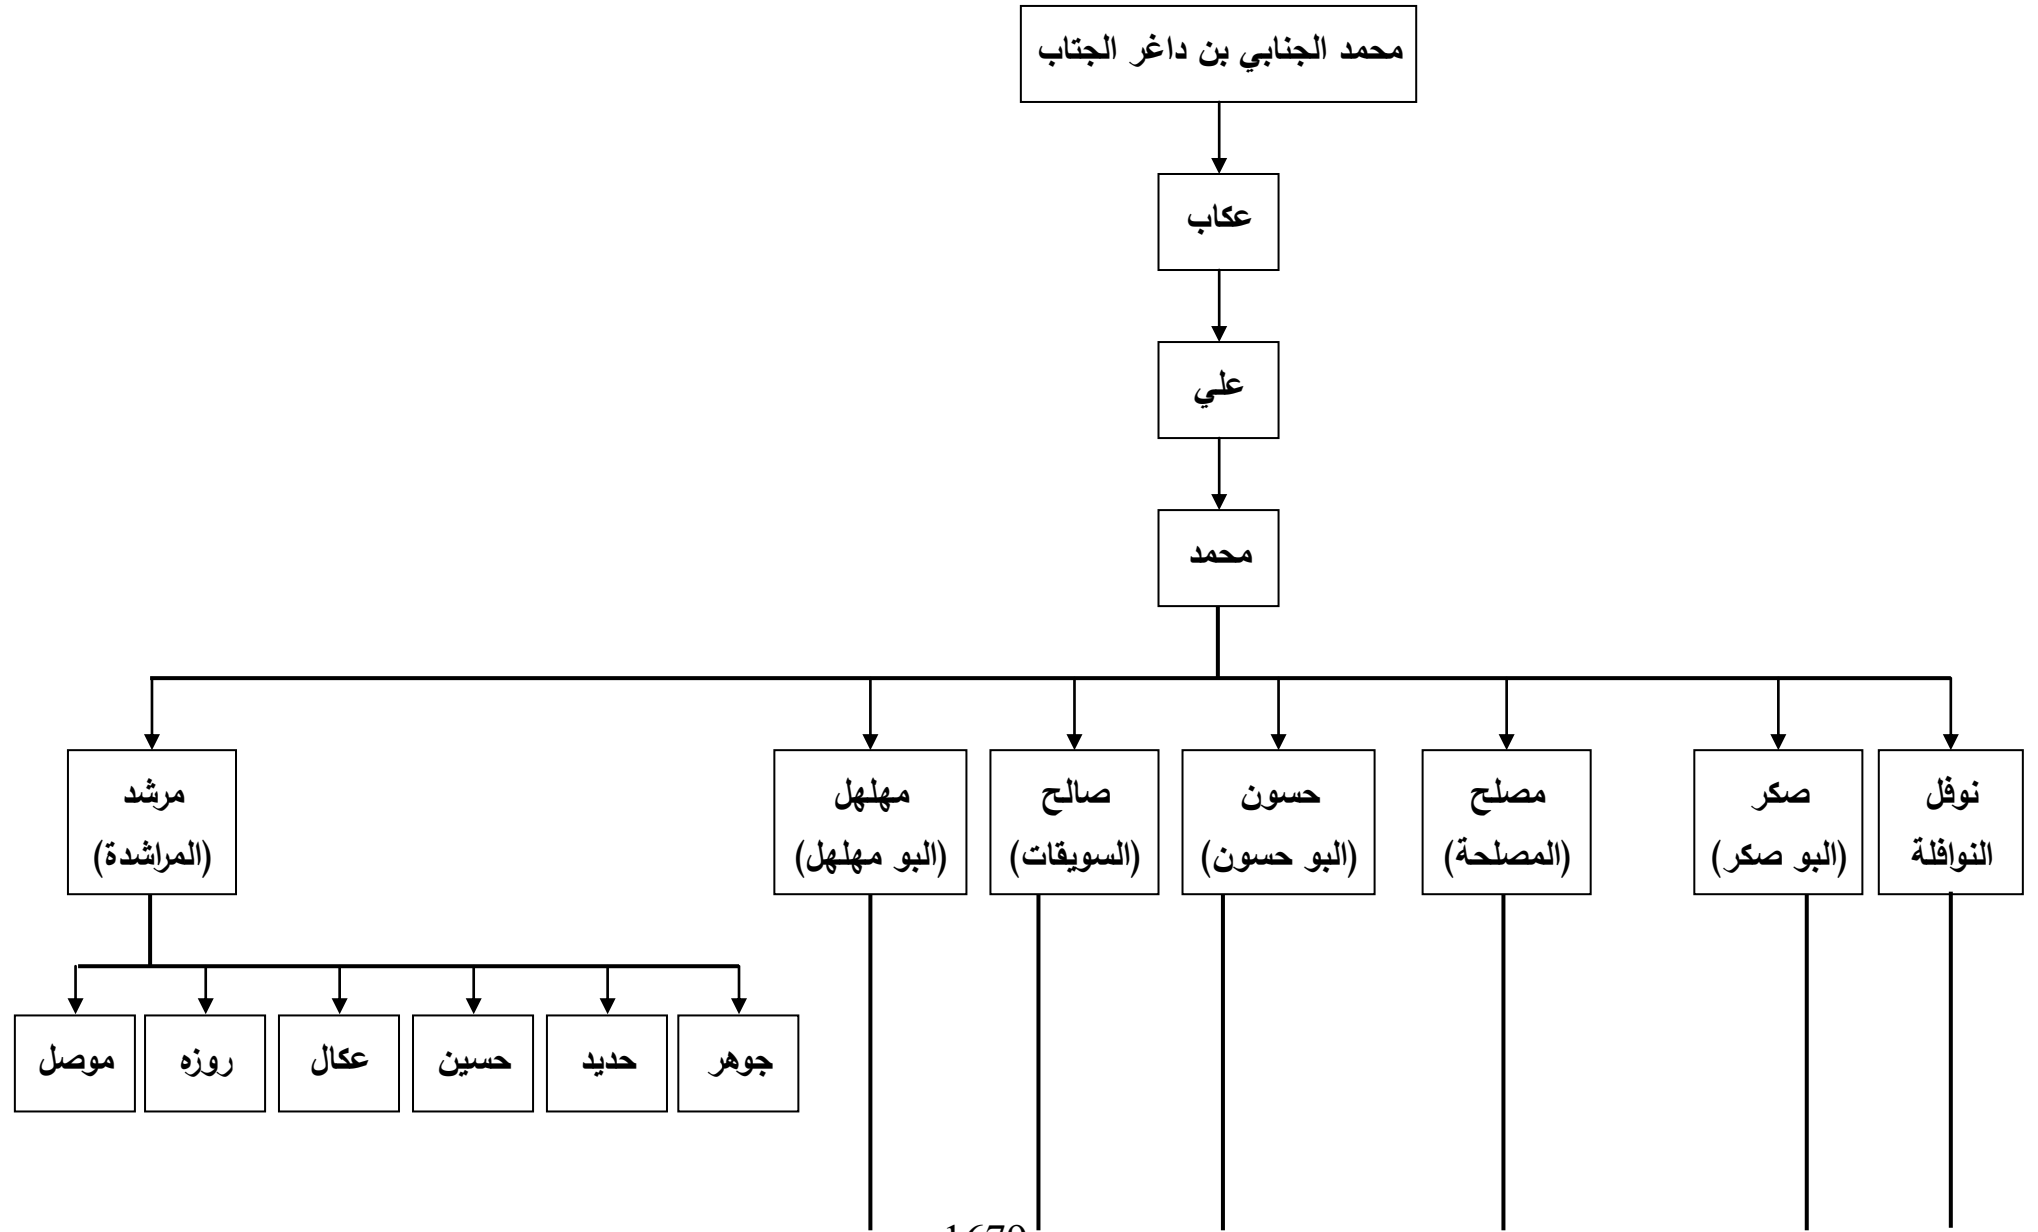 محمد الجنابي بن داغر الجتاب
عكاب
علي
محمد
نوفل
النوافلة
صكر
(البو صكر)
مصلح
(المصلحة)
حسون
(البو حسون)
صالح
(السويقات)
مهلهل
(البو مهلهل)
مرشد
(المراشدة)
جوهر
حديد
حسين
عكال
روزه
موصل